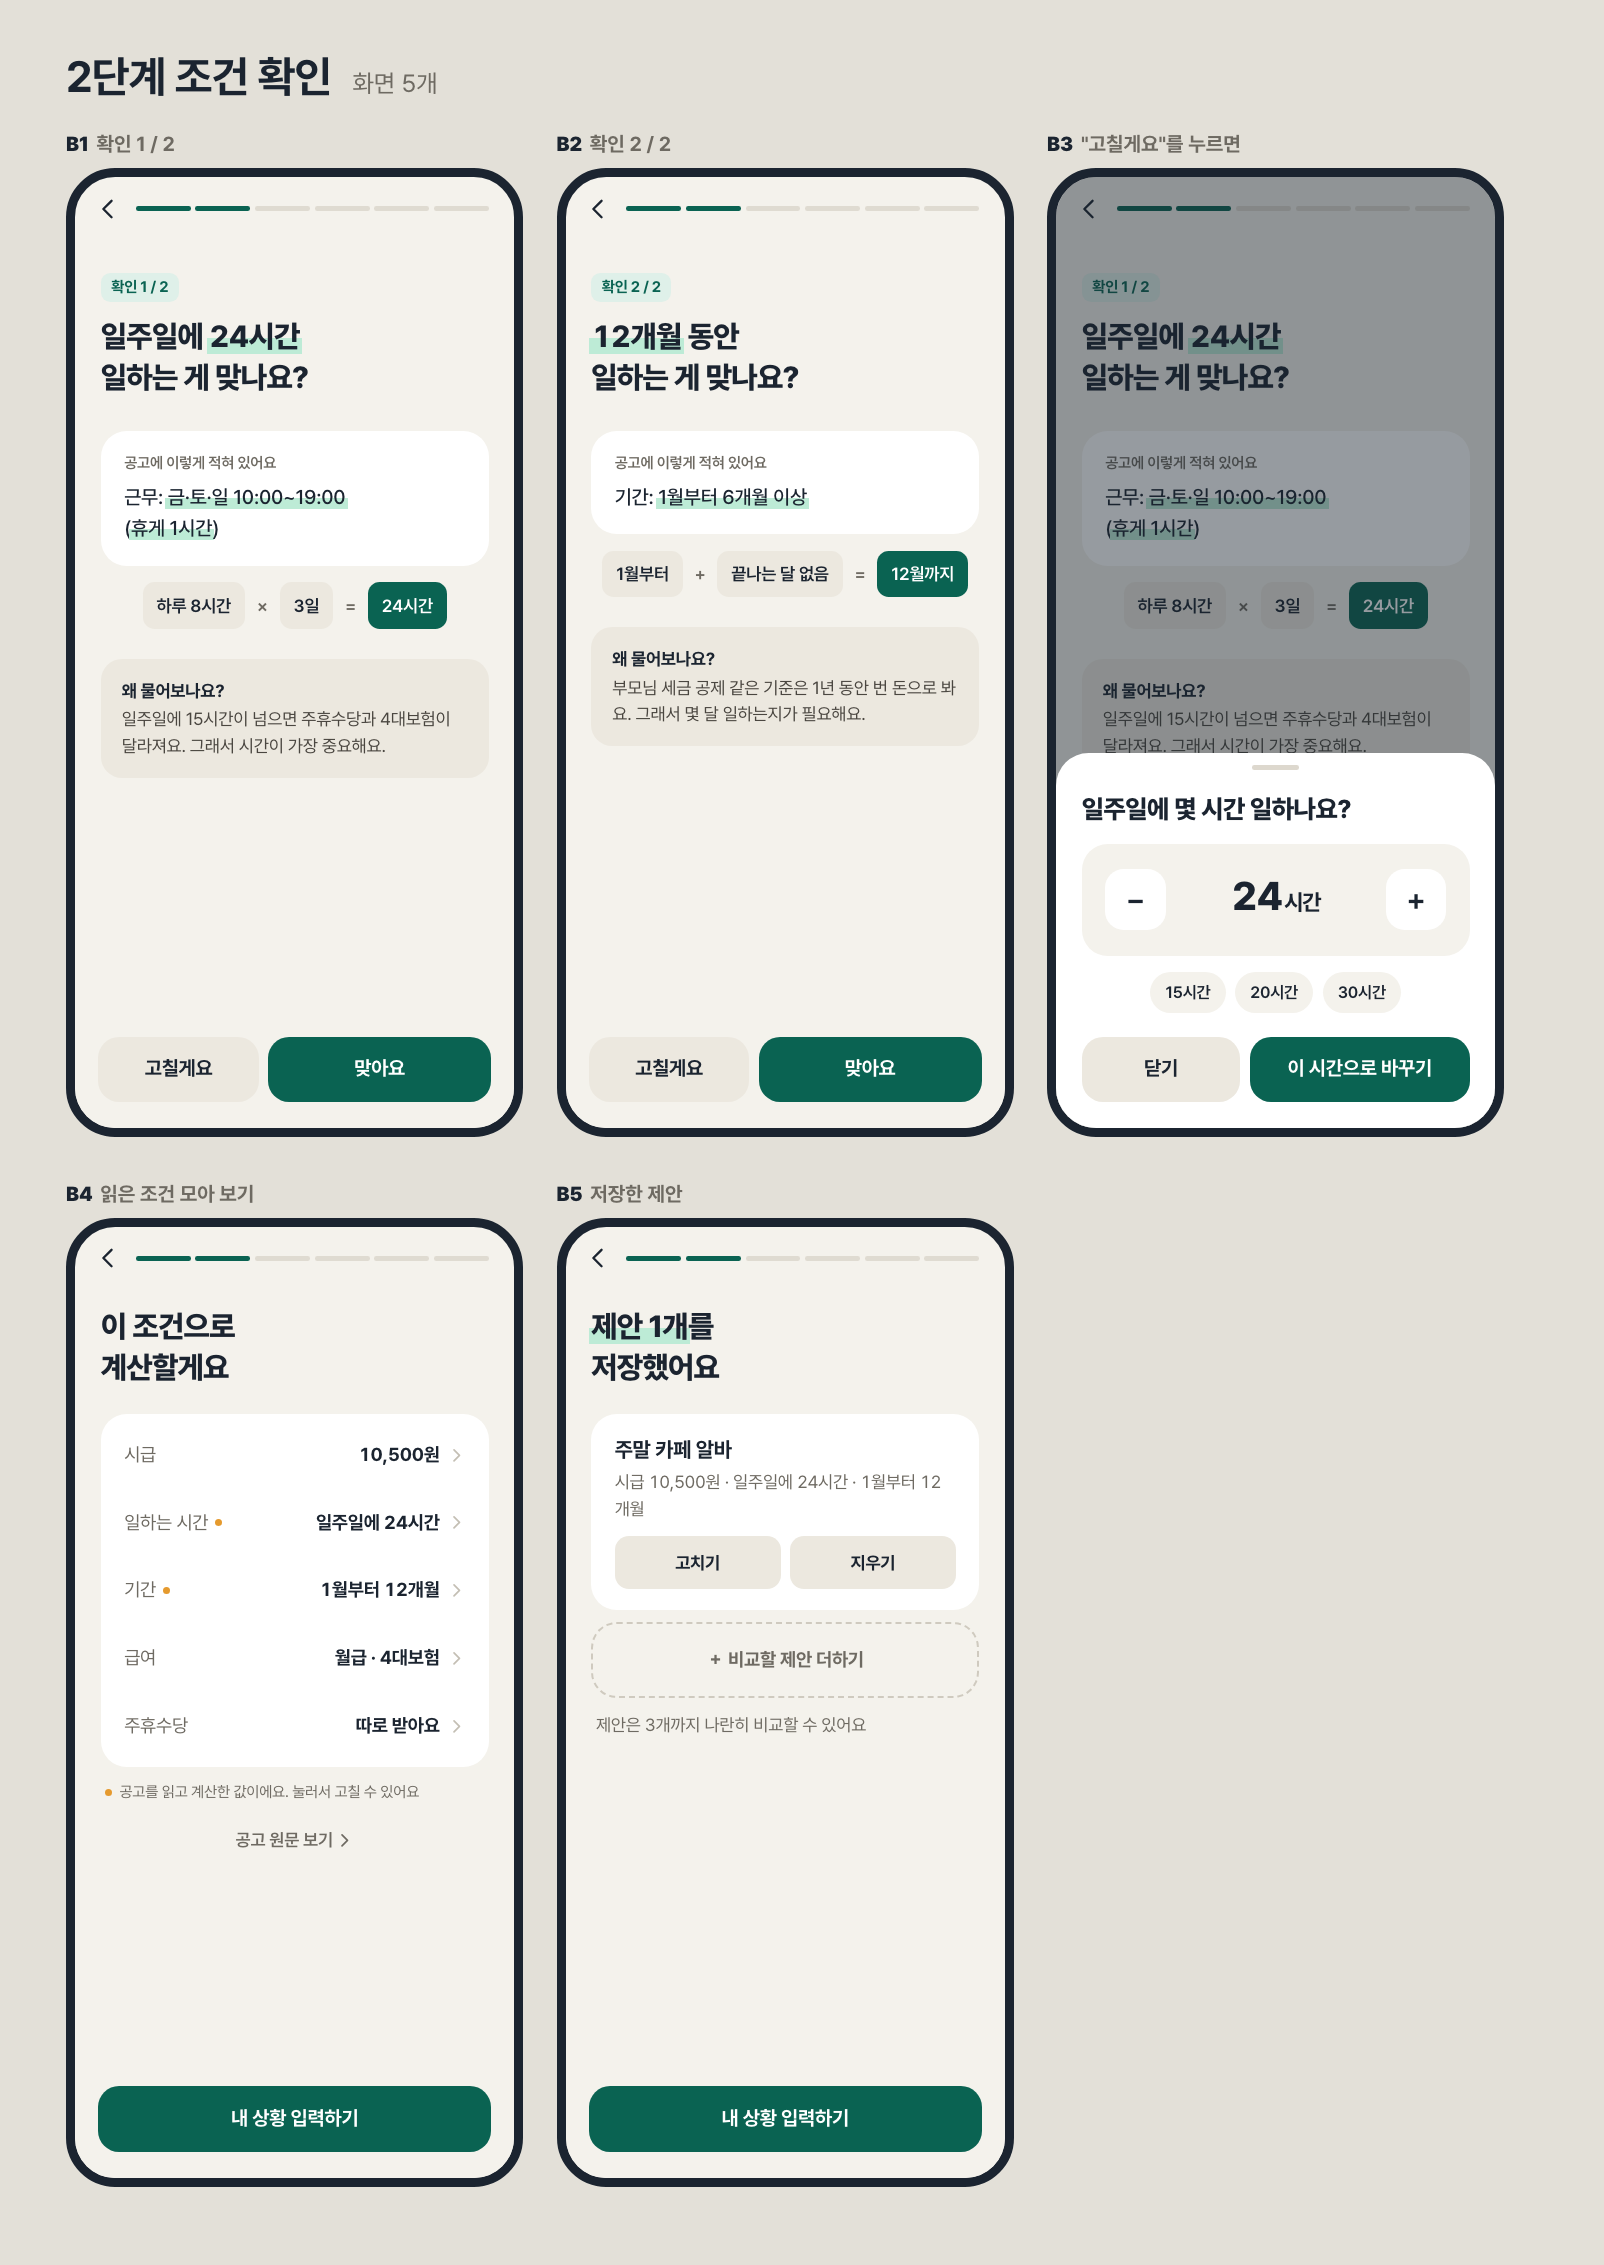 2단계 조건 확인 화면 5개
B1 확인 1 / 2
확인 1 / 2
일주일에 24시간
일하는 게 맞나요?
공고에 이렇게 적혀 있어요
근무: 금·토·일 10:00~19:00
(휴게 1시간)
하루 8시간 × 3일 = 24시간
왜 물어보나요?
일주일에 15시간이 넘으면 주휴수당과 4대보험이
달라져요. 그래서 시간이 가장 중요해요.
고칠게요 맞아요
B2 확인 2 / 2
확인 2 / 2
12개월 동안
일하는 게 맞나요?
공고에 이렇게 적혀 있어요
기간: 1월부터 6개월 이상
1월부터 + 끝나는 달 없음 = 12월까지
왜 물어보나요?
부모님 세금 공제 같은 기준은 1년 동안 번 돈으로 봐
요. 그래서 몇 달 일하는지가 필요해요.
고칠게요 맞아요
B3 "고칠게요"를 누르면
확인 1 / 2
일주일에 24시간
일하는 게 맞나요?
공고에 이렇게 적혀 있어요
근무: 금·토·일 10:00~19:00
(휴게 1시간)
하루 8시간 × 3일 = 24시간
왜 물어보나요?
일주일에 15시간이 넘으면 주휴수당과 4대보험이
달라져요. 그래서 시간이 가장 중요해요.
일주일에 몇 시간 일하나요?
− 24시간 +
15시간 20시간 30시간
닫기 이 시간으로 바꾸기
B4 읽은 조건 모아 보기
이 조건으로
계산할게요
시급 10,500원
일하는 시간 일주일에 24시간
기간 1월부터 12개월
급여 월급 · 4대보험
주휴수당 따로 받아요
공고를 읽고 계산한 값이에요. 눌러서 고칠 수 있어요
공고 원문 보기
내 상황 입력하기
B5 저장한 제안
제안 1개를
저장했어요
주말 카페 알바
시급 10,500원 · 일주일에 24시간 · 1월부터 12
개월
고치기 지우기
+ 비교할 제안 더하기
제안은 3개까지 나란히 비교할 수 있어요
내 상황 입력하기